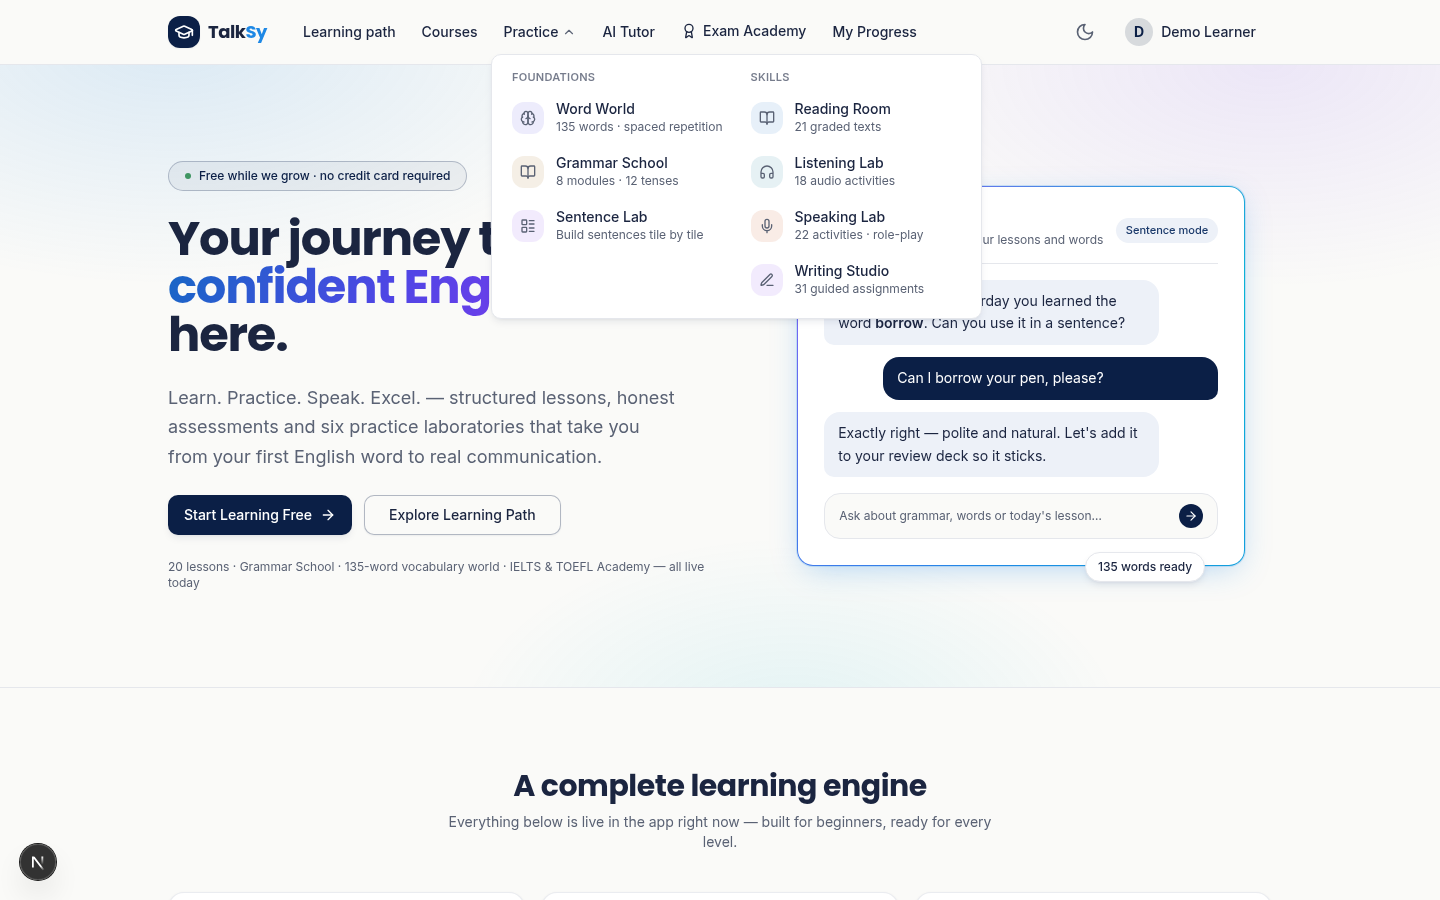 TalkSy
Learning path
Courses
Practice
AI Tutor
Exam Academy
My Progress
D
Demo Learner
FOUNDATIONS
Word World
135 words · spaced repetition
Grammar School
8 modules · 12 tenses
Sentence Lab
Build sentences tile by tile
SKILLS
Reading Room
21 graded texts
Listening Lab
18 audio activities
Speaking Lab
22 activities · role-play
Writing Studio
31 guided assignments
Free while we grow · no credit card required
Your journey
confident Eng
here.
Learn. Practice. Speak. Excel. — structured lessons, honest
assessments and six practice laboratories that take you
from your first English word to real communication.
Start Learning Free
Explore Learning Path
20 lessons · Grammar School · 135-word vocabulary world · IELTS & TOEFL Academy — all live
today
ur lessons and words
Sentence mode
rday you learned the
word borrow. Can you use it in a sentence?
Can I borrow your pen, please?
Exactly right — polite and natural. Let's add it
to your review deck so it sticks.
Ask about grammar, words or today's lesson...
135 words ready
A complete learning engine
Everything below is live in the app right now — built for beginners, ready for every
level.
N